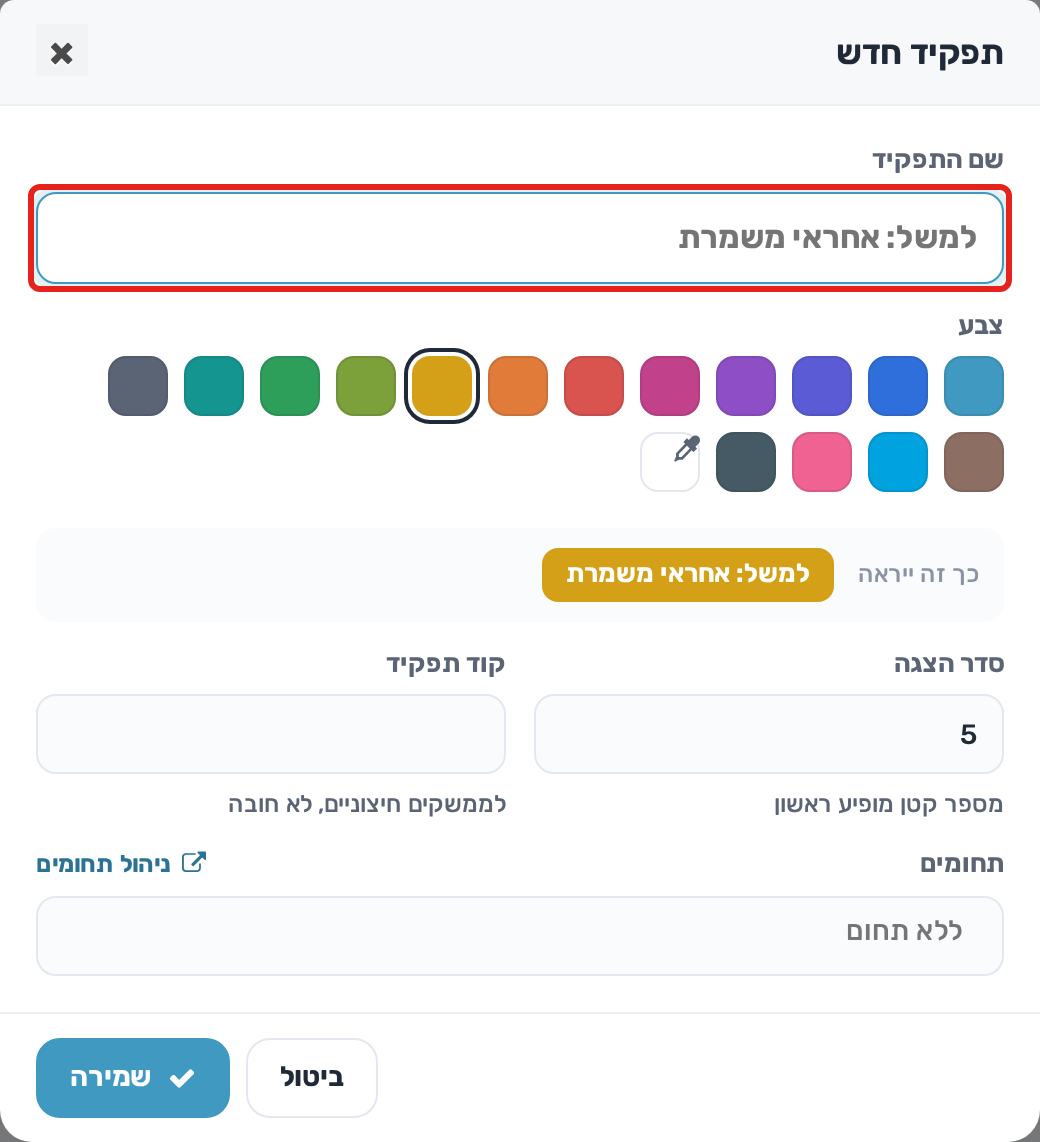 תפקיד חדש
שם התפקיד
למשל: אחראי משמרת
צבע
כך זה ייראה למשל: אחראי משמרת
סדר הצגה
5
מספר קטן מופיע ראשון
קוד תפקיד
לממשקים חיצוניים, לא חובה
תחומים
ניהול תחומים
ללא תחום
ביטול
שמירה